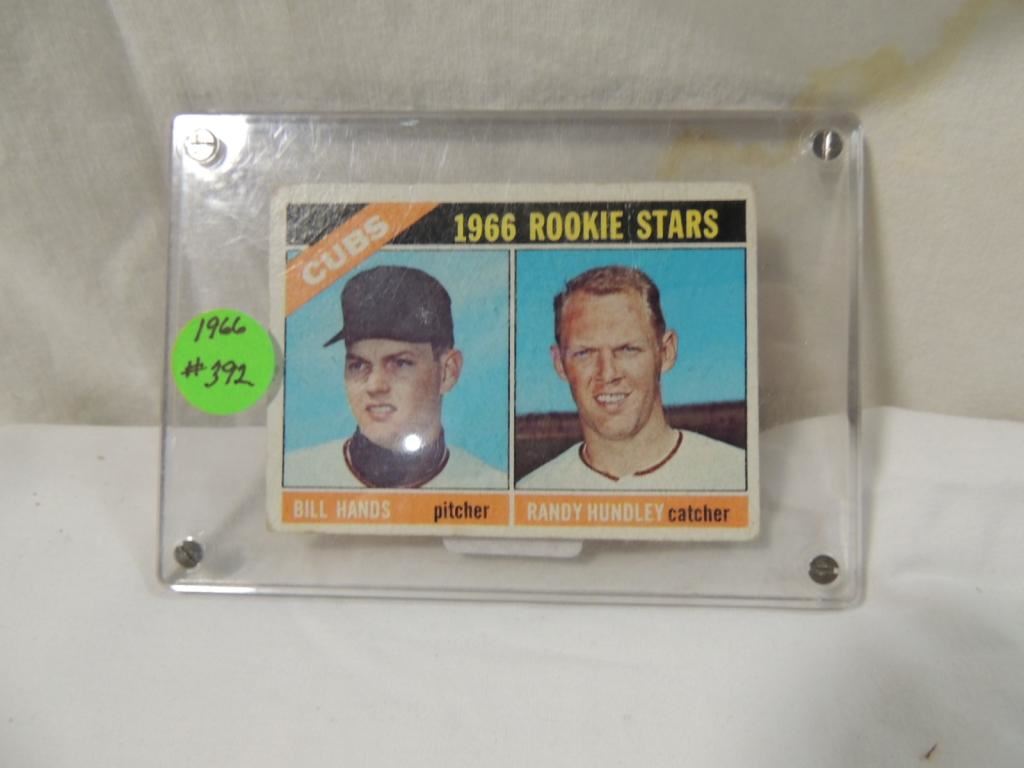 CUBS
1966 ROOKIE STARS
1966
#392
BILL HANDS pitcher
RANDY HUNDLEY catcher